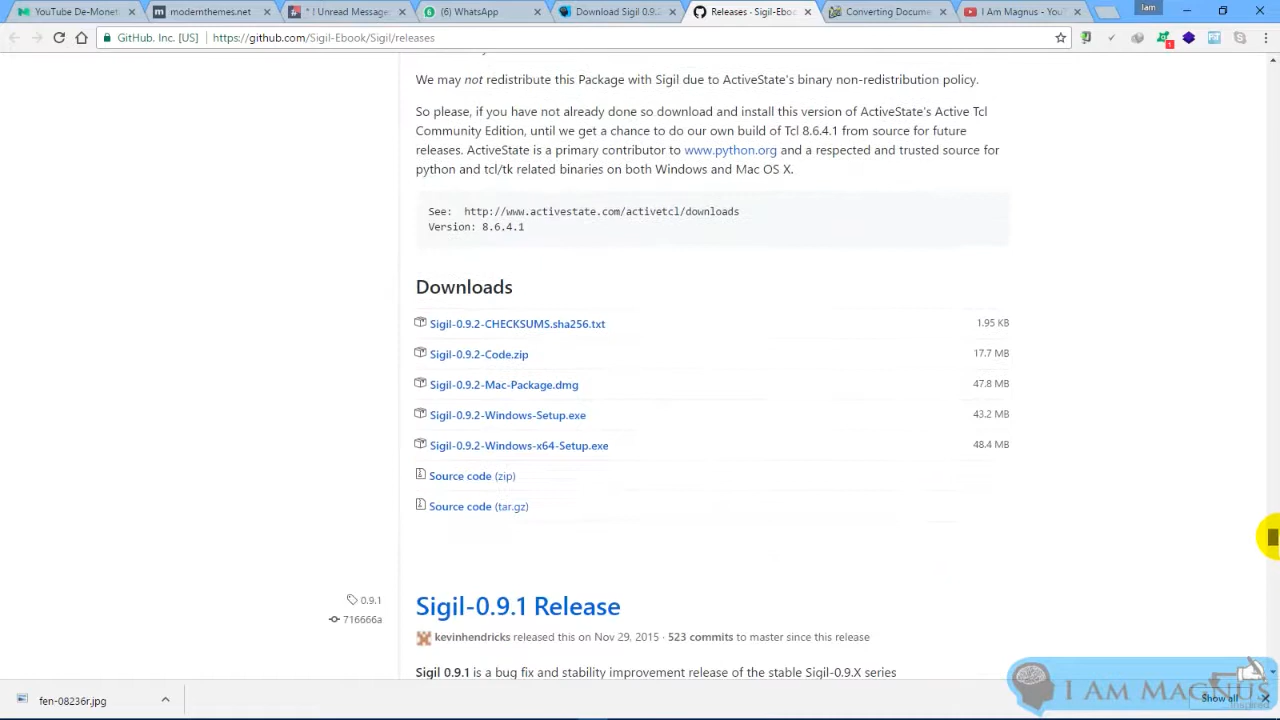 YouTube De-Monet
modernthemes.net
* ! Unread Message
(6) WhatsApp
Download Sigil 0.9.
Releases · Sigil-Eboo
Converting Docume
I Am Magnus - You
Iam
GitHub, Inc. [US]
https://github.com/Sigil-Ebook/Sigil/releases
1
We may not redistribute this Package with Sigil due to ActiveState's binary non-redistribution policy.
So please, if you have not already done so download and install this version of ActiveState's Active Tcl
Community Edition, until we get a chance to do our own build of Tcl 8.6.4.1 from source for future
releases. ActiveState is a primary contributor to www.python.org and a respected and trusted source for
python and tcl/tk related binaries on both Windows and Mac OS X.
See: http://www.activestate.com/activetcl/downloads
Version: 8.6.4.1
Downloads
Sigil-0.9.2-CHECKSUMS.sha256.txt 1.95 KB
Sigil-0.9.2-Code.zip 17.7 MB
Sigil-0.9.2-Mac-Package.dmg 47.8 MB
Sigil-0.9.2-Windows-Setup.exe 43.2 MB
Sigil-0.9.2-Windows-x64-Setup.exe 48.4 MB
Source code (zip)
Source code (tar.gz)
0.9.1
716666a
Sigil-0.9.1 Release
kevinhendricks released this on Nov 29, 2015 · 523 commits to master since this release
Sigil 0.9.1 is a bug fix and stability improvement release of the stable Sigil-0.9.X series
fen-08236r.jpg
I AM MAGNUS
Show all